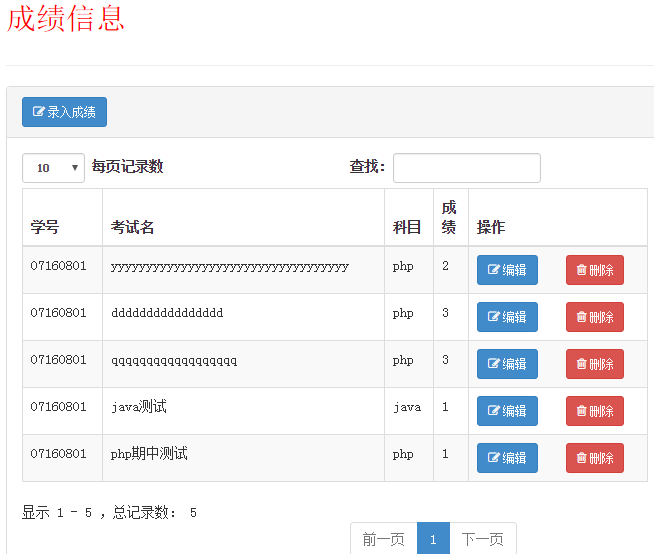 成绩信息
录入成绩
10 每页记录数 查找:
学号 考试名 科目 成绩 操作
07160801 yyyyyyyyyyyyyyyyyyyyyyyyyyyyyyyyyy php 2 编辑 删除
07160801 dddddddddddddddd php 3 编辑 删除
07160801 qqqqqqqqqqqqqqqqqq php 3 编辑 删除
07160801 java测试 java 1 编辑 删除
07160801 php期中测试 php 1 编辑 删除
显示 1 - 5 ，总记录数： 5
前一页 1 下一页